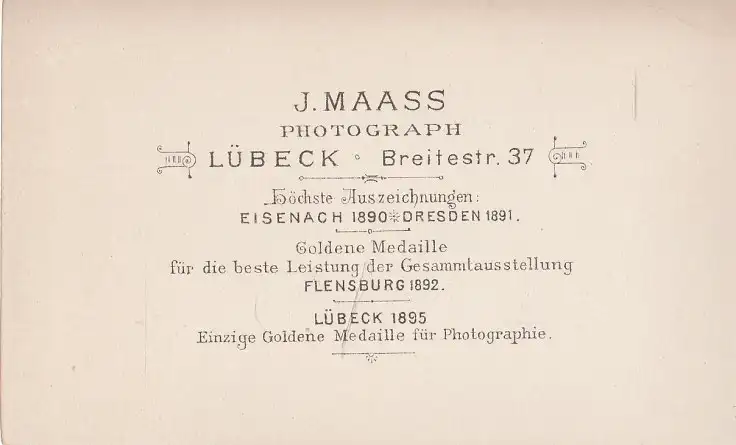 J. MAASS
PHOTOGRAPH
LÜBECK ◦ Breitestr. 37
Höchste Auszeichnungen:
EISENACH 1890 ✻ DRESDEN 1891.
Goldene Medaille
für die beste Leistung der Gesammtausstellung
FLENSBURG 1892.
LÜBECK 1895
Einzige Goldene Medaille für Photographie.